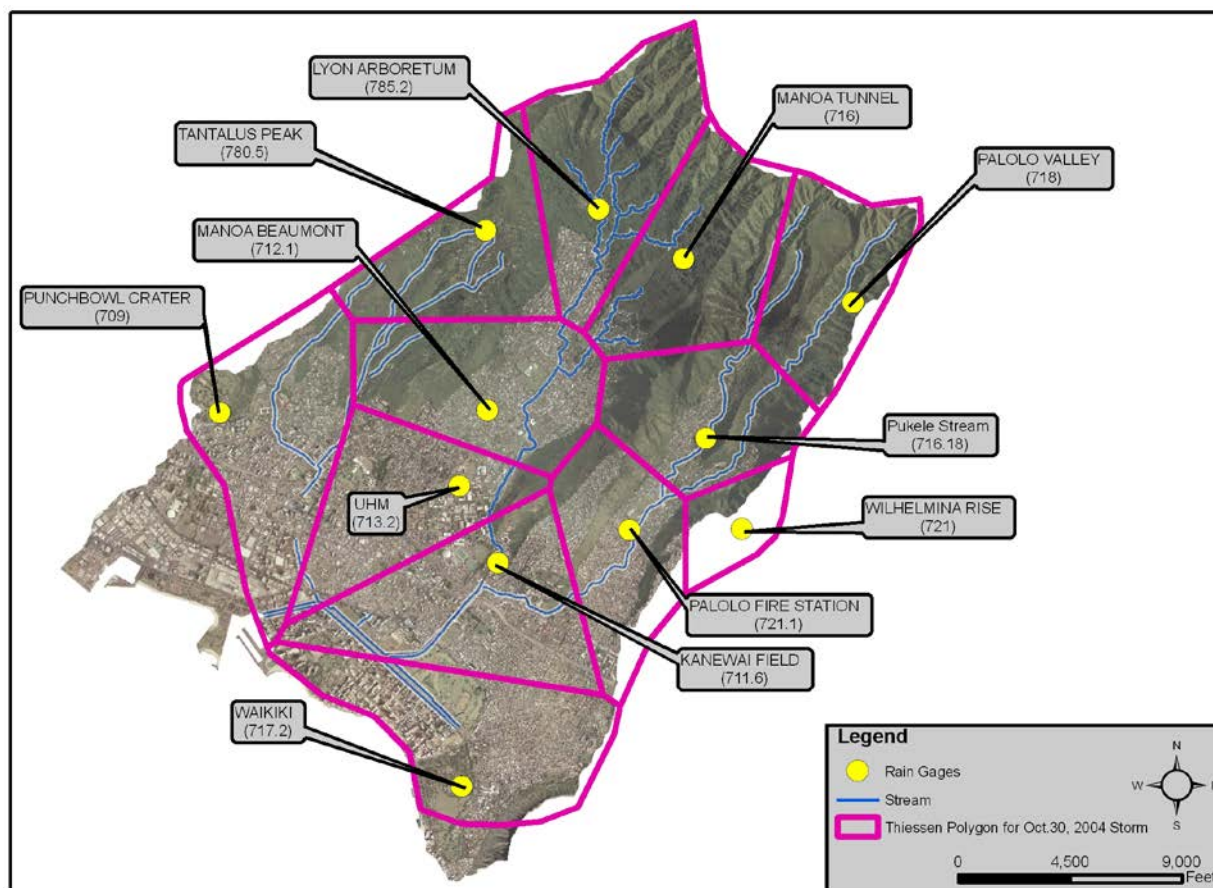 LYON ARBORETUM
(785.2)
MANOA TUNNEL
(716)
TANTALUS PEAK
(780.5)
PALOLO VALLEY
(718)
MANOA BEAUMONT
(712.1)
PUNCHBOWL CRATER
(709)
Pukele Stream
(716.18)
UHM
(713.2)
WILHELMINA RISE
(721)
PALOLO FIRE STATION
(721.1)
KANEWAI FIELD
(711.6)
WAIKIKI
(717.2)
Legend
Rain Gages
Stream
Thiessen Polygon for Oct.30, 2004 Storm
N
W
S
0 4,500 9,000
Feet